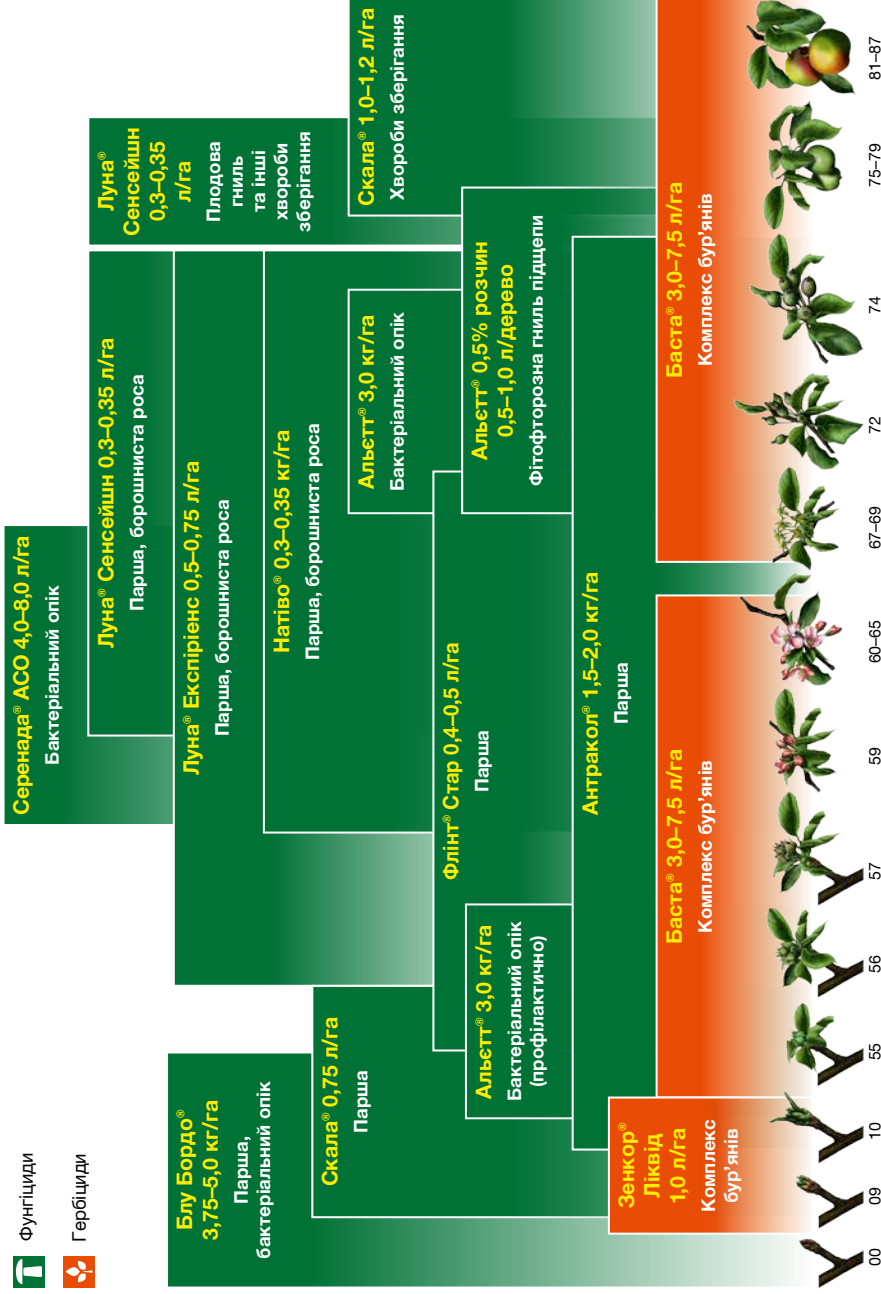 Фунгіциди
Гербіциди
Серенада® АСО 4,0–8,0 л/га
Бактеріальний опік
Луна® Сенсейшн 0,3–0,35 л/га
Парша, борошниста роса
Луна®
Сенсейшн
0,3–0,35
л/га
Плодова
гниль
та інші
хвороби
зберігання
Блу Бордо®
3,75–5,0 кг/га
Парша,
бактеріальний опік
Луна® Експірієнс 0,5–0,75 л/га
Парша, борошниста роса
Натіво® 0,3–0,35 кг/га
Парша, борошниста роса
Скала® 0,75 л/га
Парша
Альєтт® 3,0 кг/га
Бактеріальний опік
Скала® 1,0–1,2 л/га
Хвороби зберігання
Флінт® Стар 0,4–0,5 л/га
Парша
Альєтт® 3,0 кг/га
Бактеріальний опік
(профілактично)
Альєтт® 0,5% розчин
0,5–1,0 л/дерево
Фітофторозна гниль підщепи
Антракол® 1,5–2,0 кг/га
Парша
Зенкор®
Ліквід
1,0 л/га
Комплекс
бур’янів
Баста® 3,0–7,5 л/га
Комплекс бур’янів
Баста® 3,0–7,5 л/га
Комплекс бур’янів
00
09
10
55
56
57
59
60–65
67–69
72
74
75–79
81–87